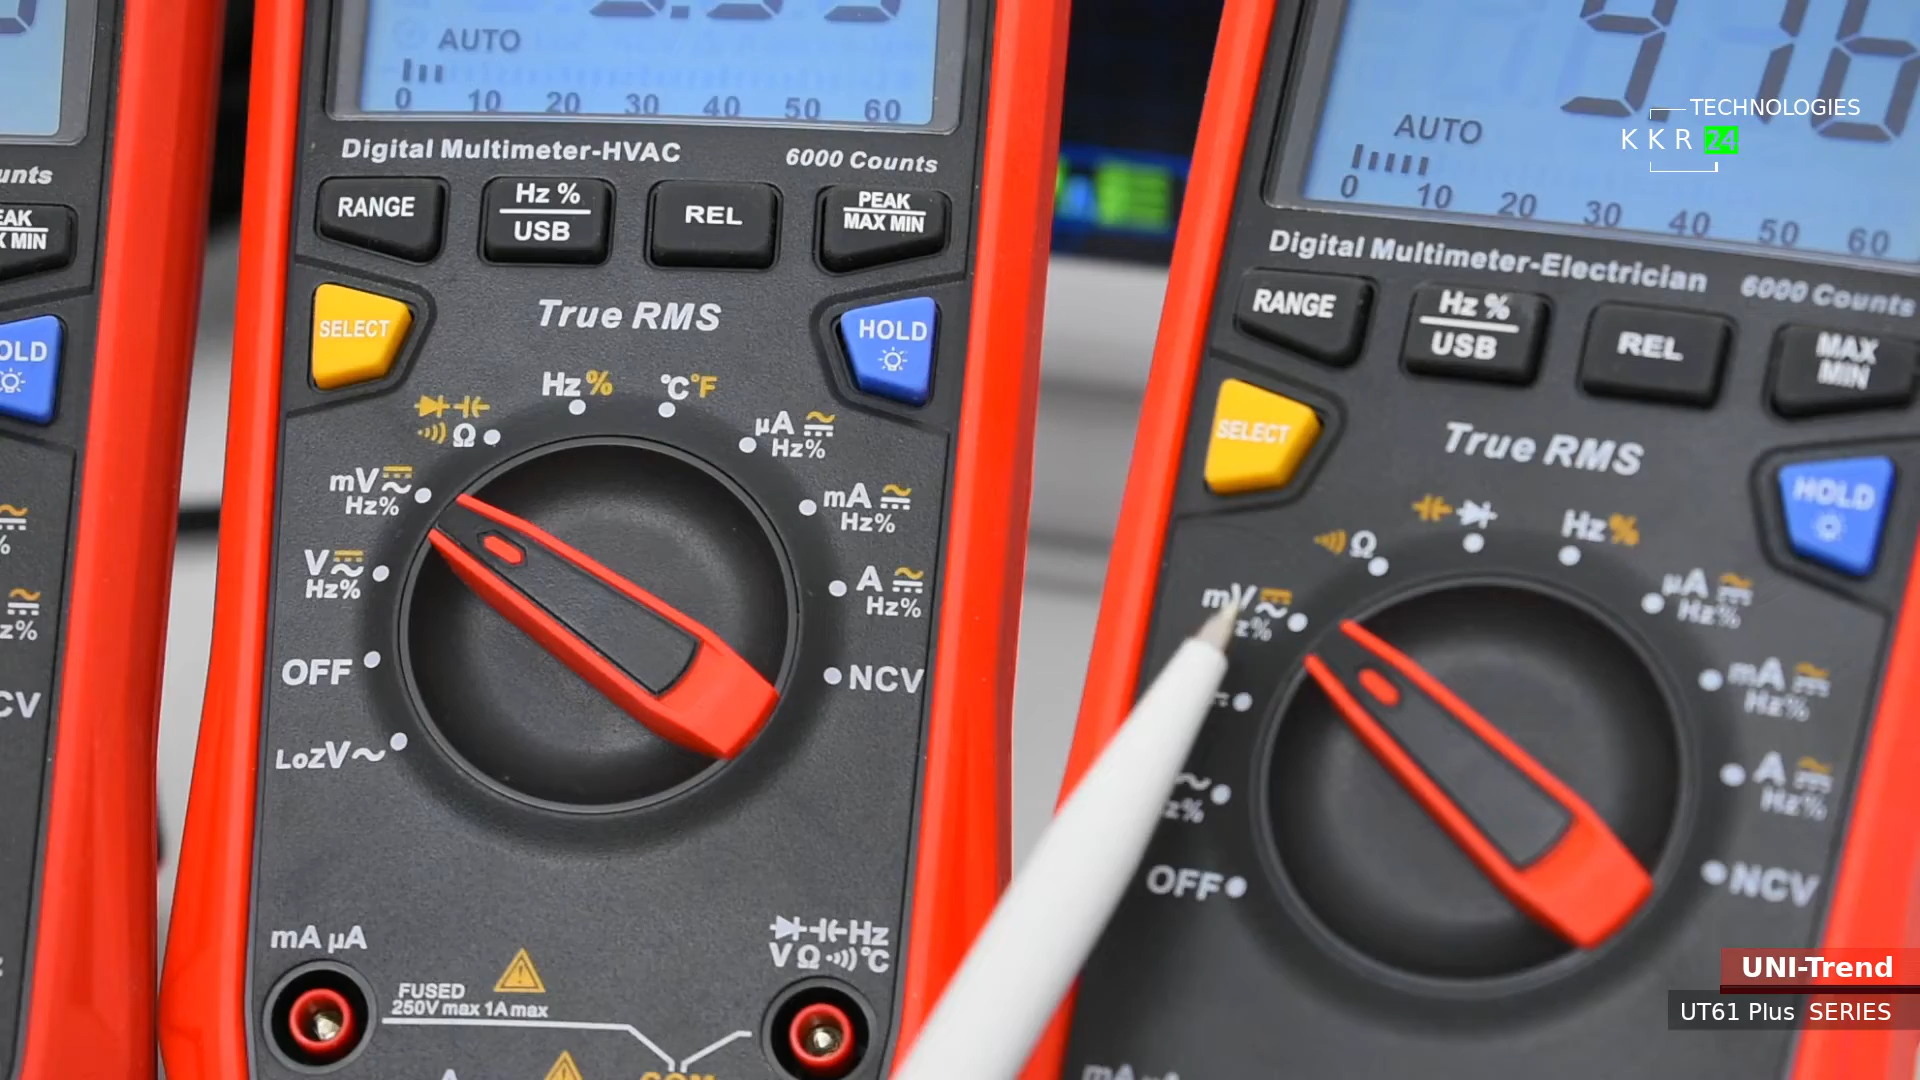 AUTO
0 10 20 30 40 50 60
Digital Multimeter-HVAC 6000 Counts
RANGE
Hz %
USB
REL
PEAK
MAX MIN
SELECT
True RMS
HOLD
Hz%
°C°F
Ω
µA
Hz%
mV
Hz%
mA
Hz%
V
Hz%
A
Hz%
OFF
NCV
LoZV~
mA µA
Hz
VΩ °C
FUSED
250V max 1A max
AUTO
0 10 20 30 40 50 60
Digital Multimeter-Electrician 6000 Counts
RANGE
Hz %
USB
REL
MAX
MIN
SELECT
True RMS
HOLD
Hz%
Ω
µA
Hz%
mV
mA
Hz%
A
Hz%
OFF
NCV
TECHNOLOGIES
KKR 24
UNI-Trend
UT61 Plus SERIES